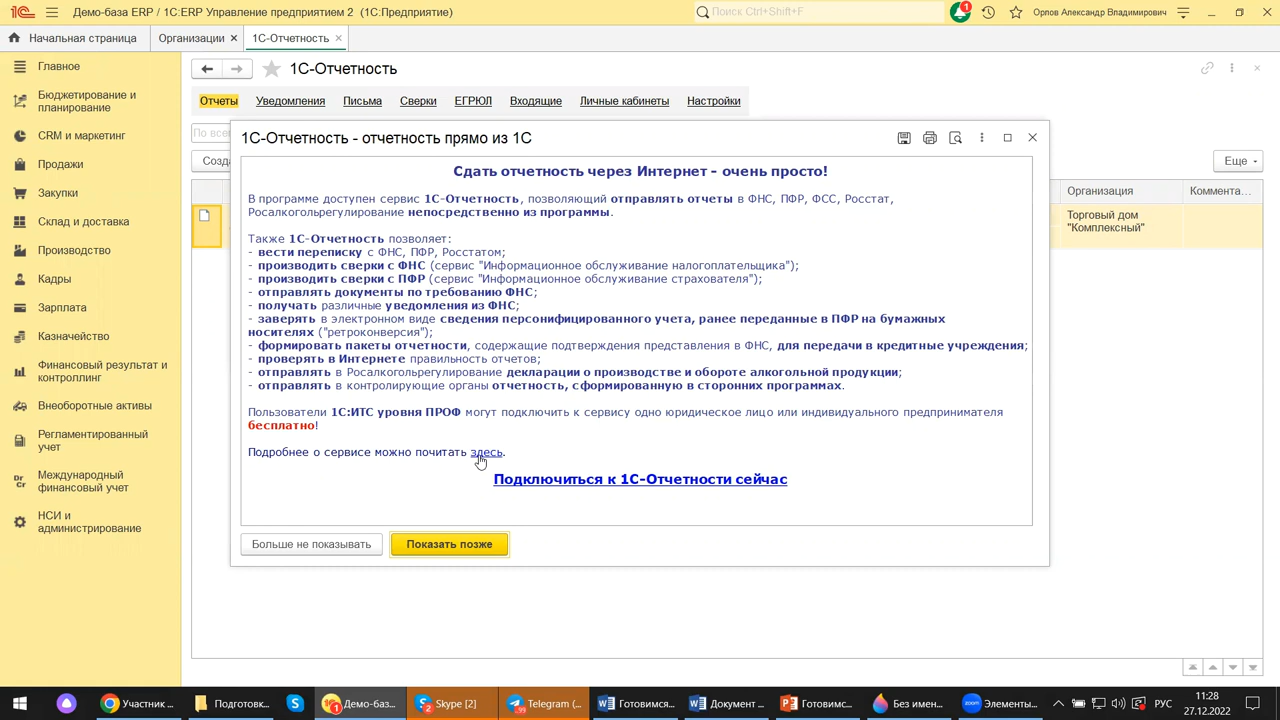 Демо-база ERP / 1С:ERP Управление предприятием 2 (1С:Предприятие)
Поиск Ctrl+Shift+F
1
Орлов Александр Владимирович
Начальная страница
Организации ×
1С-Отчетность ×
Главное
Бюджетирование и
планирование
CRM и маркетинг
Продажи
Закупки
Склад и доставка
Производство
Кадры
Зарплата
Казначейство
Финансовый результат и
контроллинг
Внеоборотные активы
Регламентированный
учет
Международный
финансовый учет
НСИ и
администрирование
1С-Отчетность
Отчеты
Уведомления
Письма
Сверки
ЕГРЮЛ
Входящие
Личные кабинеты
Настройки
По все
Созда
Еще
Организация
Коммента...
Торговый дом
"Комплексный"
1С-Отчетность - отчетность прямо из 1С
Сдать отчетность через Интернет - очень просто!
В программе доступен сервис 1С-Отчетность, позволяющий отправлять отчеты в ФНС, ПФР, ФСС, Росстат,
Росалкогольрегулирование непосредственно из программы.
Также 1С-Отчетность позволяет:
- вести переписку с ФНС, ПФР, Росстатом;
- производить сверки с ФНС (сервис "Информационное обслуживание налогоплательщика");
- производить сверки с ПФР (сервис "Информационное обслуживание страхователя");
- отправлять документы по требованию ФНС;
- получать различные уведомления из ФНС;
- заверять в электронном виде сведения персонифицированного учета, ранее переданные в ПФР на бумажных
носителях ("ретроконверсия");
- формировать пакеты отчетности, содержащие подтверждения представления в ФНС, для передачи в кредитные учреждения;
- проверять в Интернете правильность отчетов;
- отправлять в Росалкогольрегулирование декларации о производстве и обороте алкогольной продукции;
- отправлять в контролирующие органы отчетность, сформированную в сторонних программах.
Пользователи 1С:ИТС уровня ПРОФ могут подключить к сервису одно юридическое лицо или индивидуального предпринимателя
бесплатно!
Подробнее о сервисе можно почитать здесь.
Подключиться к 1С-Отчетности сейчас
Больше не показывать
Показать позже
Участник ...
Подготовк...
Демо-баз...
Skype [2]
Telegram (...
Готовимся...
Документ ...
Готовимс...
Без имен...
Элементы...
РУС
11:28
27.12.2022